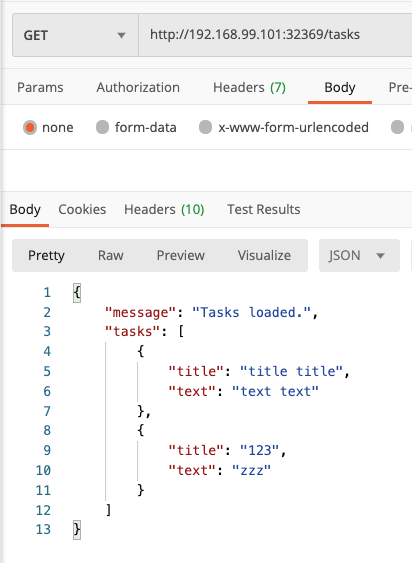 GET http://192.168.99.101:32369/tasks
Params Authorization Headers (7) Body Pre-
none form-data x-www-form-urlencoded
Body Cookies Headers (10) Test Results
Pretty Raw Preview Visualize JSON
1 {
2 "message": "Tasks loaded.",
3 "tasks": [
4 {
5 "title": "title title",
6 "text": "text text"
7 },
8 {
9 "title": "123",
10 "text": "zzz"
11 }
12 ]
13 }